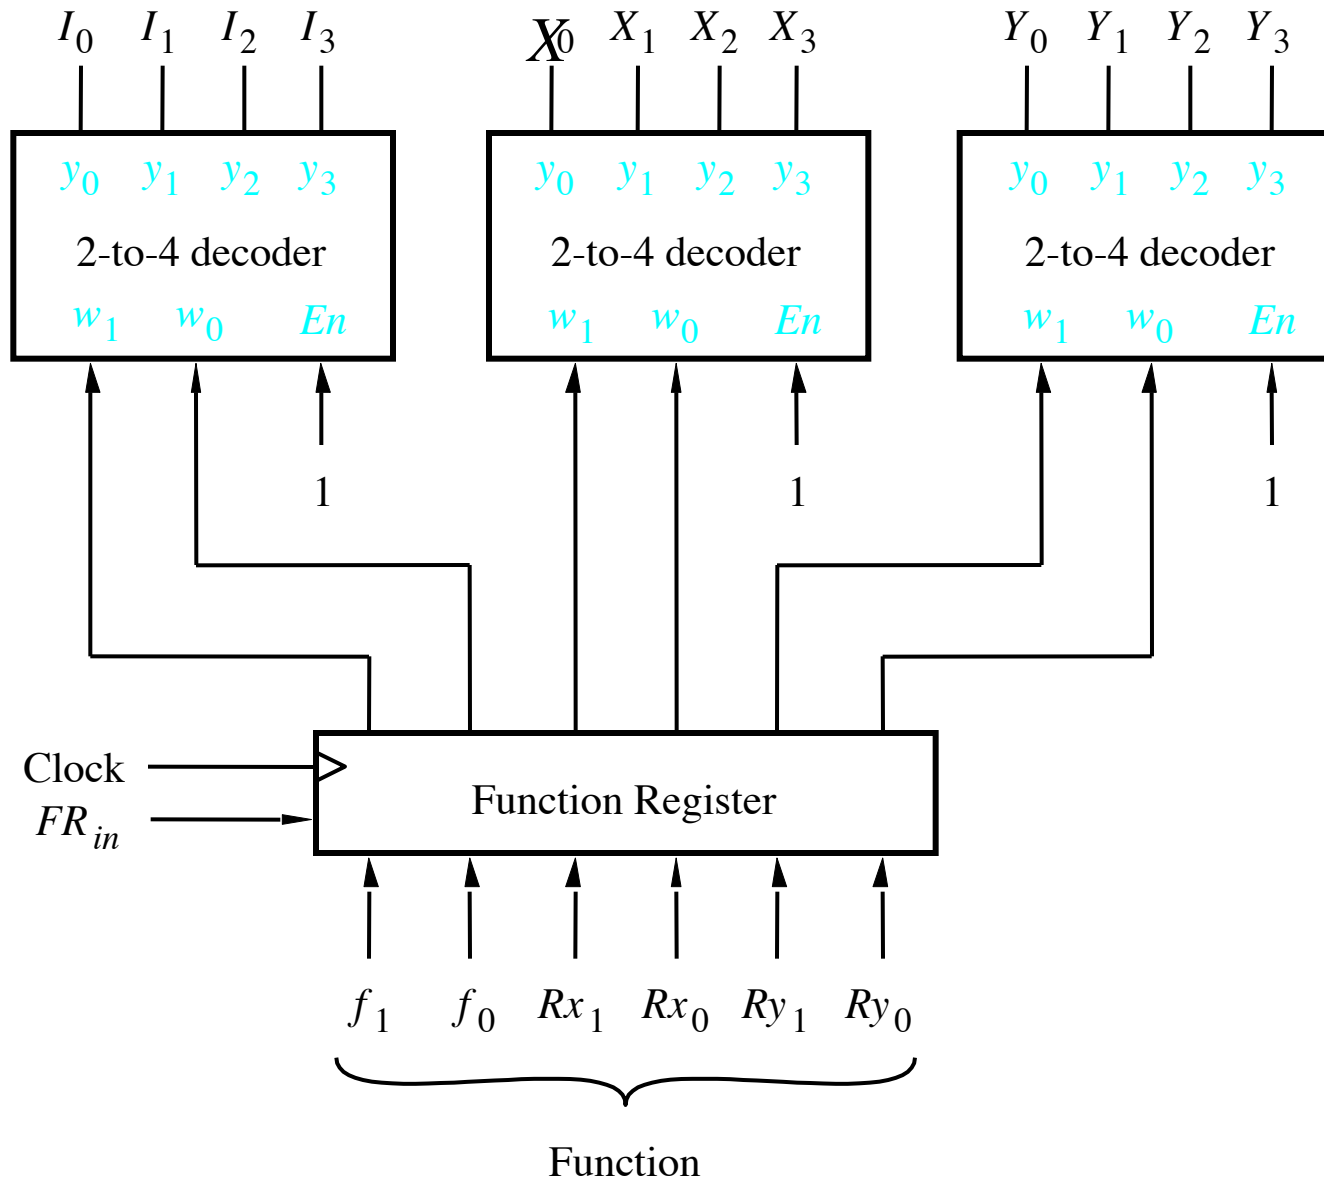 I0 I1 I2 I3 X0 X1 X2 X3 Y0 Y1 Y2 Y3
y0 y1 y2 y3 y0 y1 y2 y3 y0 y1 y2 y3
2-to-4 decoder 2-to-4 decoder 2-to-4 decoder
w1 w0 En w1 w0 En w1 w0 En
1 1 1
Clock
Function Register
FRin
f1 f0 Rx1 Rx0 Ry1 Ry0
Function